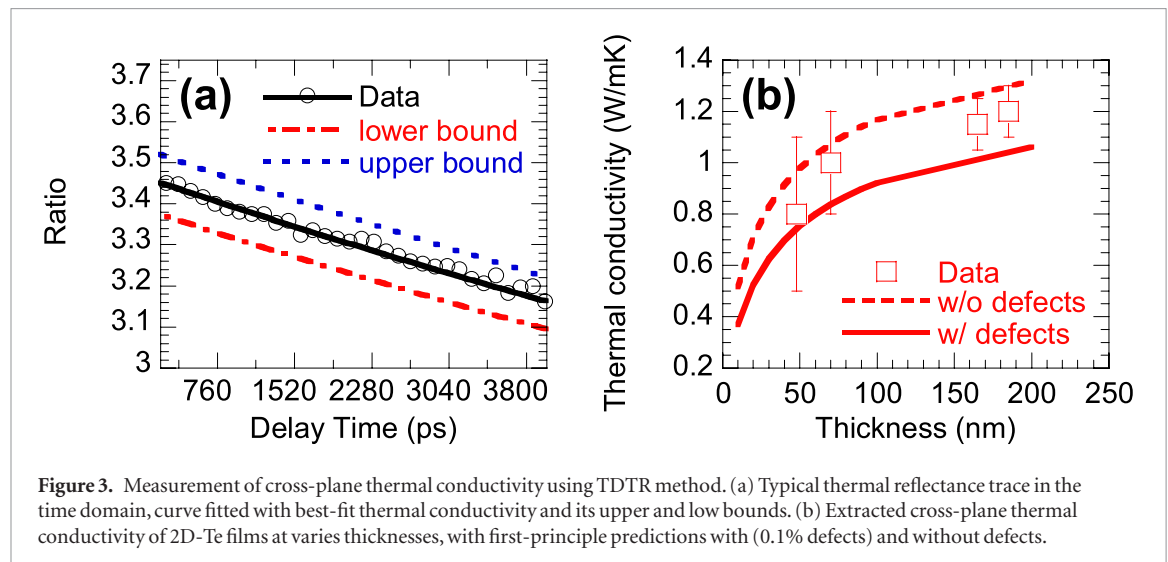 (a)
3.7
3.6
3.5
3.4
3.3
3.2
3.1
3
Ratio
Data
lower bound
upper bound
760 1520 2280 3040 3800
Delay Time (ps)
(b)
1.4
1.2
1
0.8
0.6
0.4
0.2
Thermal conductivity (W/mK)
Data
w/o defects
w/ defects
0 50 100 150 200 250
Thickness (nm)
Figure 3. Measurement of cross-plane thermal conductivity using TDTR method. (a) Typical thermal reflectance trace in the
time domain, curve fitted with best-fit thermal conductivity and its upper and low bounds. (b) Extracted cross-plane thermal
conductivity of 2D-Te films at varies thicknesses, with first-principle predictions with (0.1% defects) and without defects.